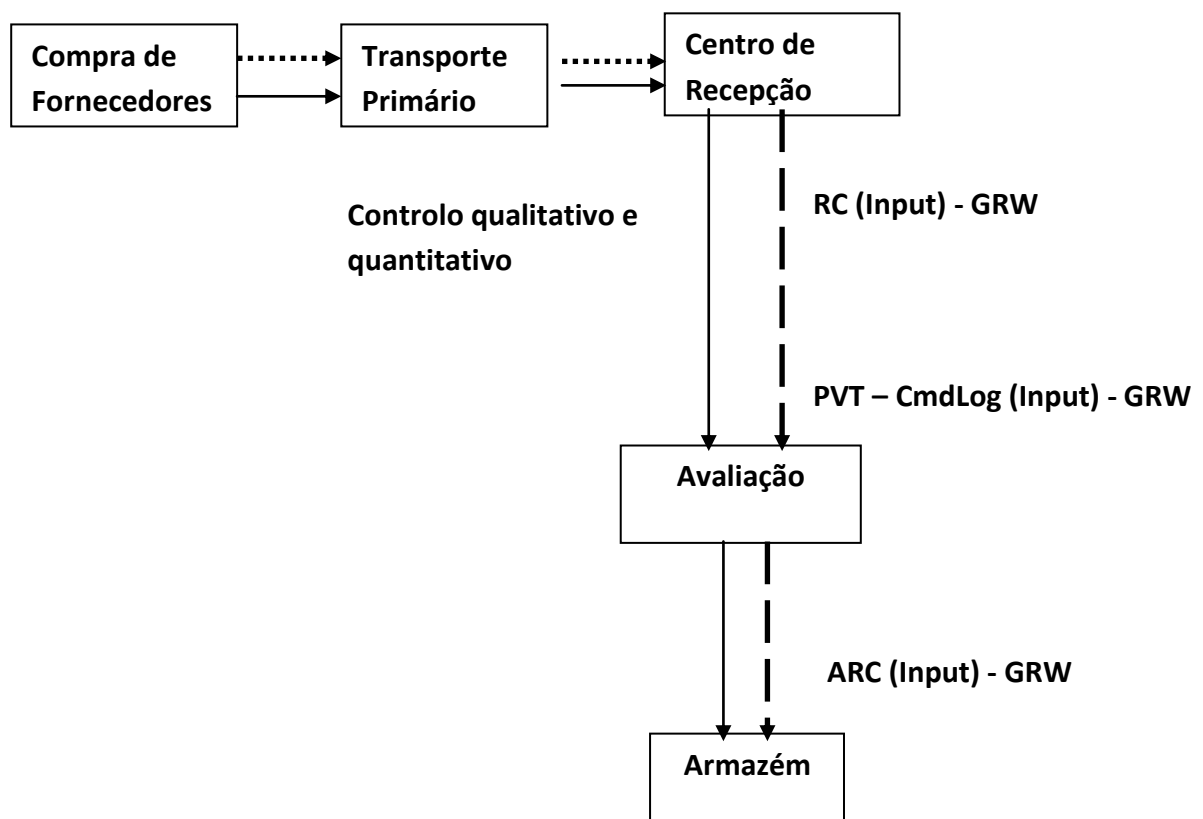 Compra de
Fornecedores
Transporte
Primário
Centro de
Recepção
Controlo qualitativo e
quantitativo
RC (Input) - GRW
PVT – CmdLog (Input) - GRW
Avaliação
ARC (Input) - GRW
Armazém